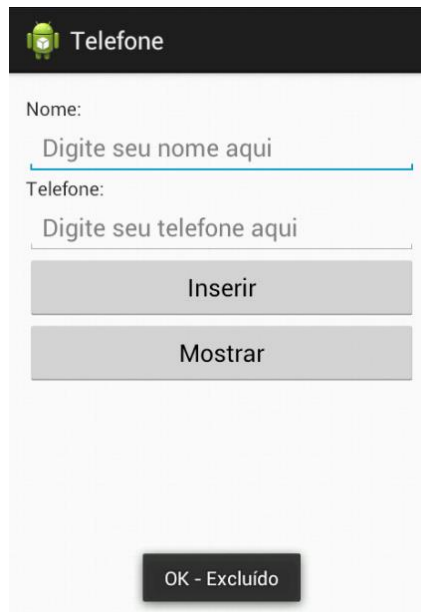 Telefone
Nome:
Digite seu nome aqui
Telefone:
Digite seu telefone aqui
Inserir
Mostrar
OK - Excluído